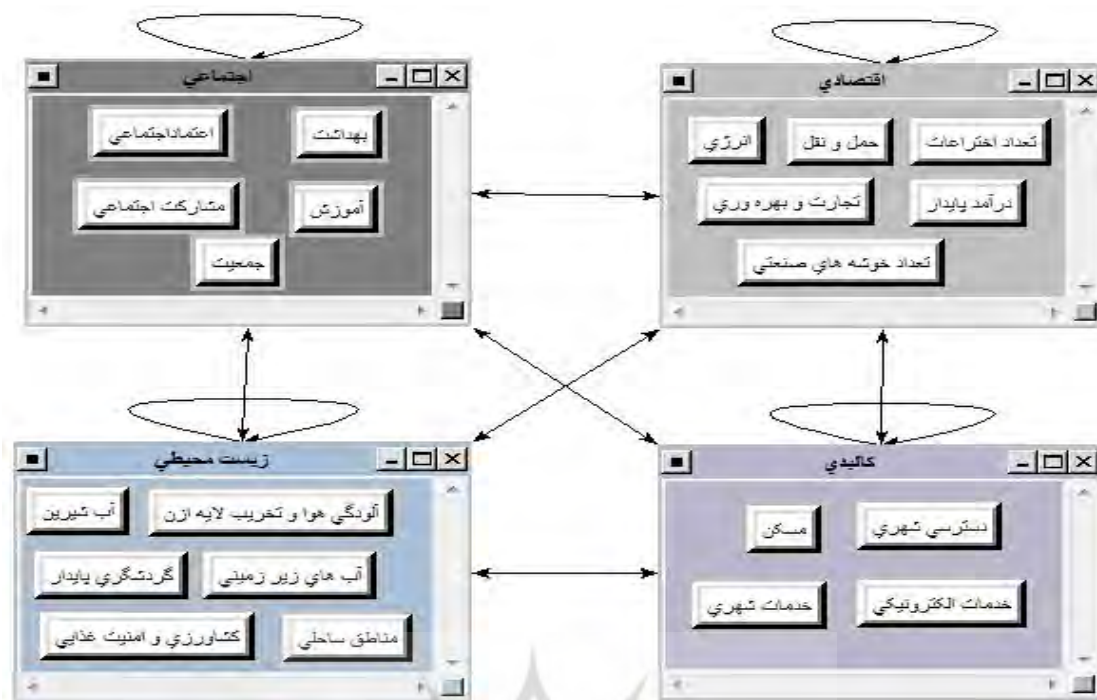 اجتماعي
بهداشت
اعتماداجتماعي
آموزش
مشاركت اجتماعي
جمعيت
اقتصادي
تعداد اختراعات
حمل و نقل
انرژي
درآمد پايدار
تجارت و بهره وري
تعداد خوشه هاي صنعتي
زيست محيطي
آلودگي هوا و تخريب لايه ازن
آب شيرين
آب هاي زير زميني
گردشگري پايدار
مناطق ساحلي
كشاورزي و امنيت غذايي
كالبدي
دسترسي شهري
مسكن
خدمات الكترونيكي
خدمات شهري